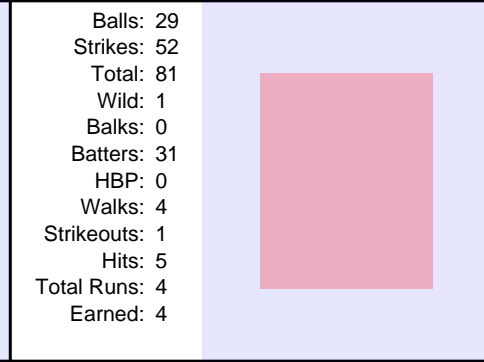 Balls: 29
Strikes: 52
Total: 81
Wild: 1
Balks: 0
Batters: 31
HBP: 0
Walks: 4
Strikeouts: 1
Hits: 5
Total Runs: 4
Earned: 4